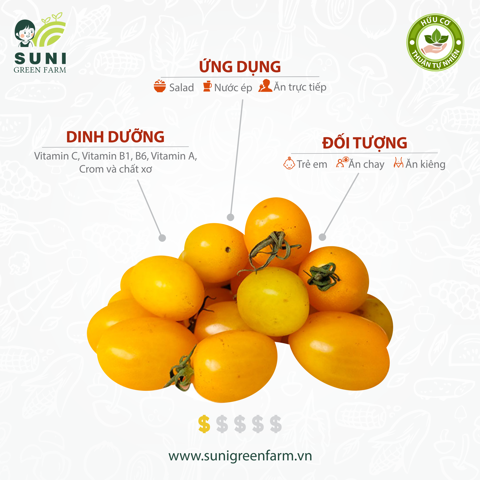 SUNI
GREEN FARM
HỮU CƠ
THUẬN TỰ NHIÊN
ỨNG DỤNG
Salad Nước ép Ăn trực tiếp
DINH DƯỠNG
Vitamin C, Vitamin B1, B6, Vitamin A,
Crom và chất xơ
ĐỐI TƯỢNG
Trẻ em Ăn chay Ăn kiêng
$ $ $ $ $
www.sunigreenfarm.vn